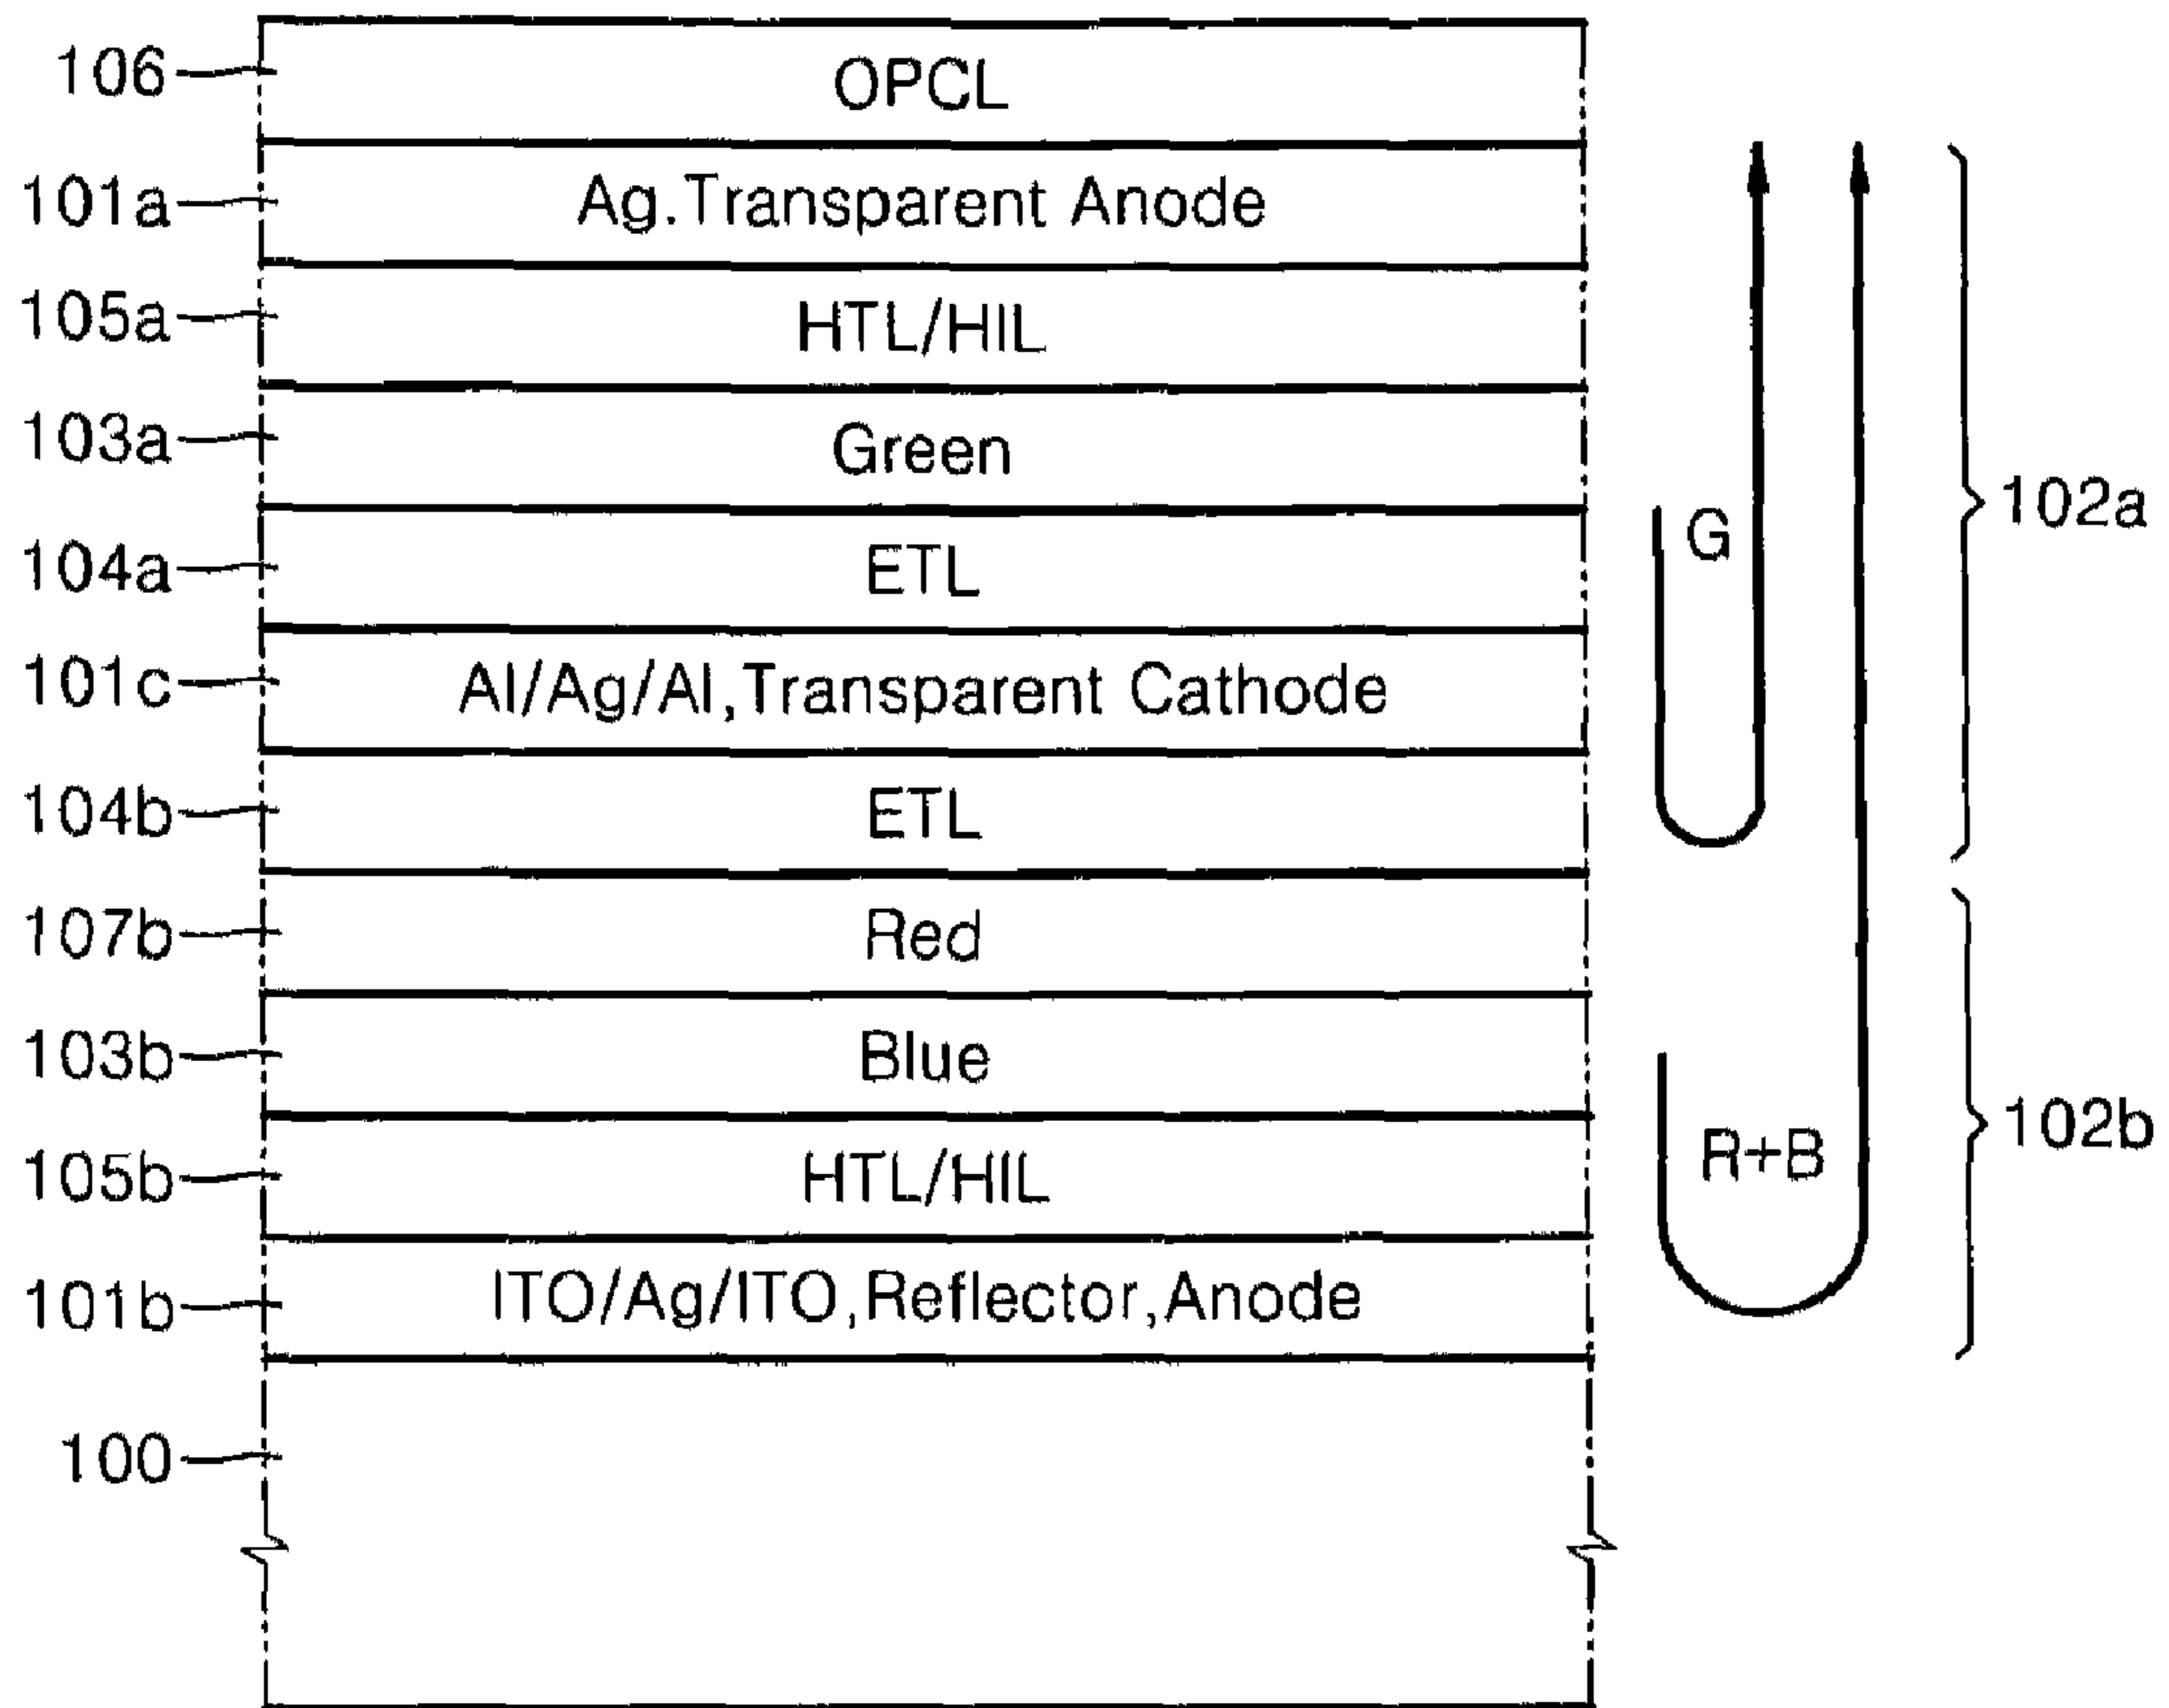 106 OPCL
101a Ag.Transparent Anode
105a HTL/HIL
103a Green
G 102a
104a ETL
101c Al/Ag/Al,Transparent Cathode
104b ETL
107b Red
103b Blue
R+B 102b
105b HTL/HIL
101b ITO/Ag/ITO,Reflector,Anode
100